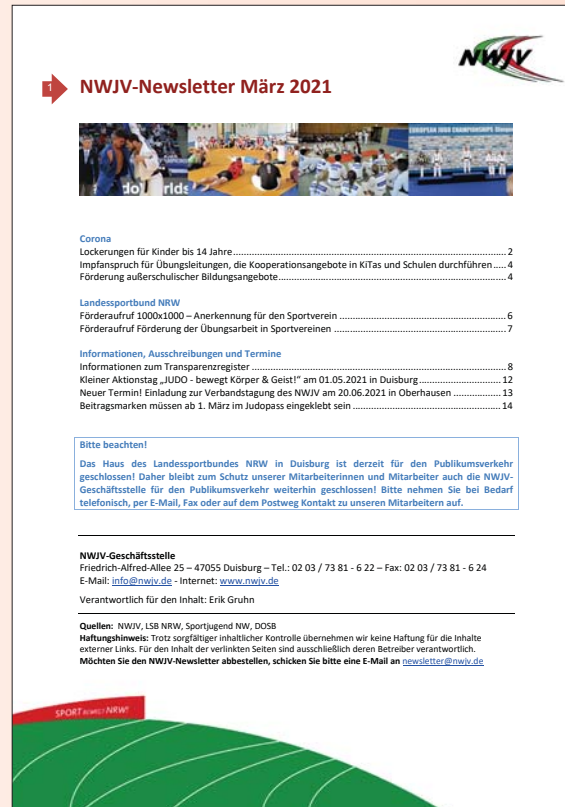 NWJV
1
NWJV-Newsletter März 2021
EUROPEAN JUDO CHAMPIONSHIPS
Corona
Lockerungen für Kinder bis 14 Jahre 2
Impfanspruch für Übungsleitungen, die Kooperationsangebote in KiTas und Schulen durchführen 4
Förderung außerschulischer Bildungsangebote 4
Landessportbund NRW
Förderaufruf 1000x1000 – Anerkennung für den Sportverein 6
Förderaufruf Förderung der Übungsarbeit in Sportvereinen 7
Informationen, Ausschreibungen und Termine
Informationen zum Transparenzregister 8
Kleiner Aktionstag „JUDO - bewegt Körper & Geist!“ am 01.05.2021 in Duisburg 12
Neuer Termin! Einladung zur Verbandstagung des NWJV am 20.06.2021 in Oberhausen 13
Beitragsmarken müssen ab 1. März im Judopass eingeklebt sein 14
Bitte beachten!
Das Haus des Landessportbundes NRW in Duisburg ist derzeit für den Publikumsverkehr
geschlossen! Daher bleibt zum Schutz unserer Mitarbeiterinnen und Mitarbeiter auch die NWJV-
Geschäftsstelle für den Publikumsverkehr weiterhin geschlossen! Bitte nehmen Sie bei Bedarf
telefonisch, per E-Mail, Fax oder auf dem Postweg Kontakt zu unseren Mitarbeitern auf.
NWJV-Geschäftsstelle
Friedrich-Alfred-Allee 25 – 47055 Duisburg – Tel.: 02 03 / 73 81 - 6 22 – Fax: 02 03 / 73 81 - 6 24
E-Mail: info@nwjv.de - Internet: www.nwjv.de
Verantwortlich für den Inhalt: Erik Gruhn
Quellen: NWJV, LSB NRW, Sportjugend NW, DOSB
Haftungshinweis: Trotz sorgfältiger inhaltlicher Kontrolle übernehmen wir keine Haftung für die Inhalte
externer Links. Für den Inhalt der verlinkten Seiten sind ausschließlich deren Betreiber verantwortlich.
Möchten Sie den NWJV-Newsletter abbestellen, schicken Sie bitte eine E-Mail an newsletter@nwjv.de
SPORT BEWEGT NRW!